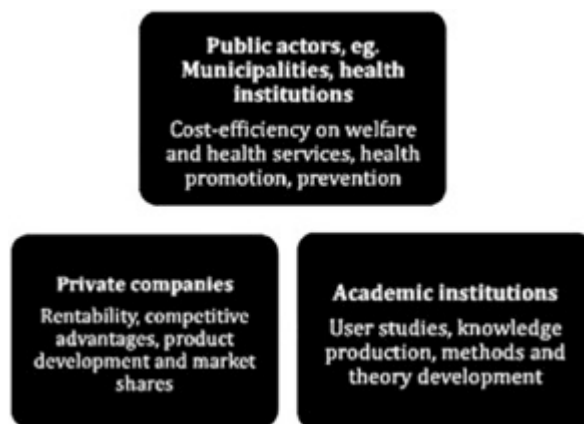 Public actors, eg.
Municipalities, health
institutions
Cost-efficiency on welfare
and health services, health
promotion, prevention
Private companies
Rentability, competitive
advantages, product
development and market
shares
Academic institutions
User studies, knowledge
production, methods and
theory development